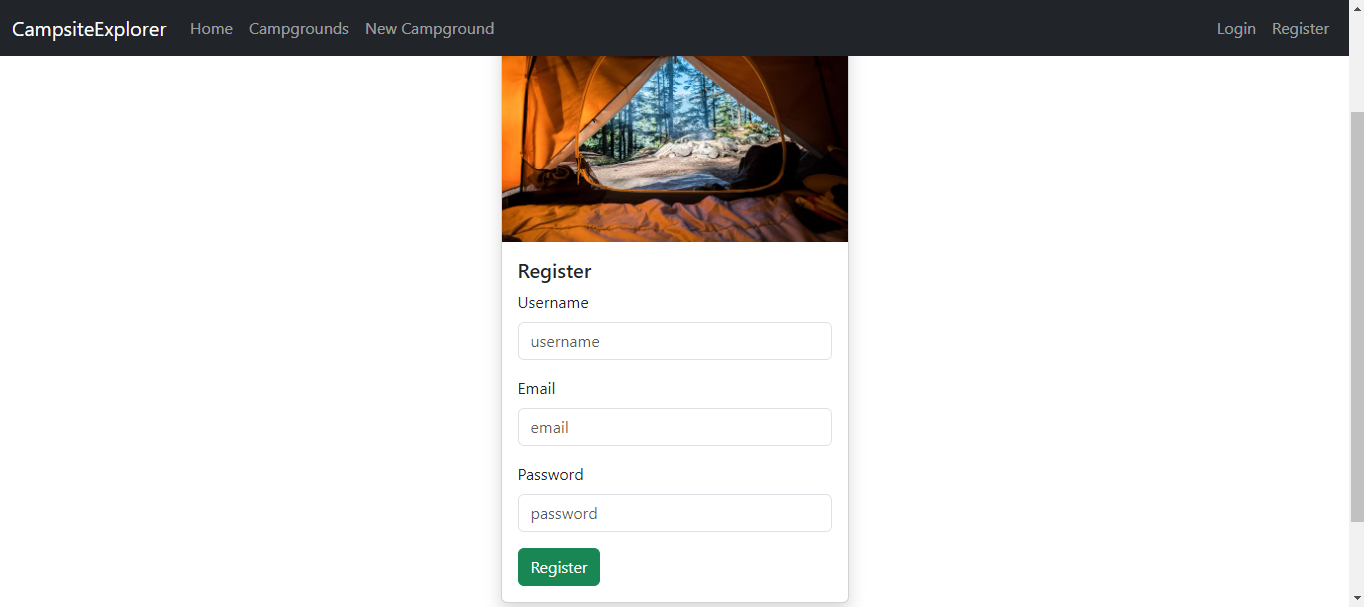 CampsiteExplorer Home Campgrounds New Campground Login Register
Register
Username
username
Email
email
Password
password
Register